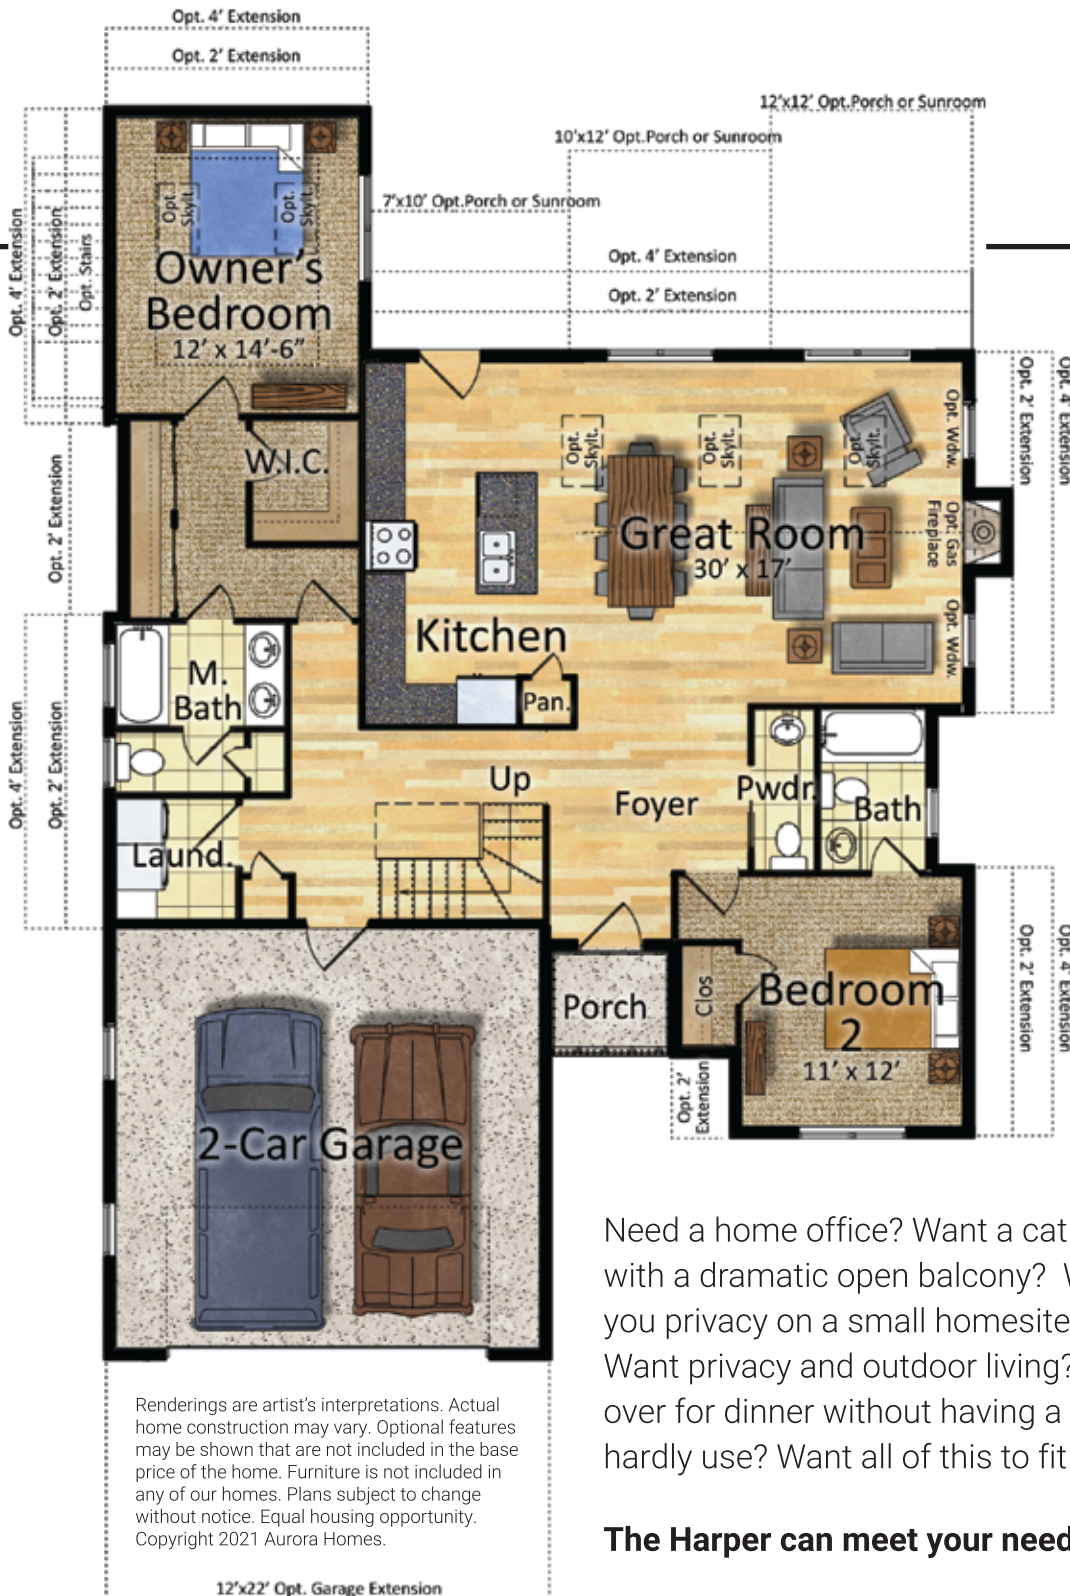 Opt. 4' Extension
Opt. 2' Extension
12'x12' Opt.Porch or Sunroom
10'x12' Opt.Porch or Sunroom
7'x10' Opt.Porch or Sunroom
Opt. 4' Extension
Opt. 2' Extension
Opt. 4' Extension
Opt. 2' Extension
Opt. Stairs
Opt.
Skylt.
Opt.
Skylt.
Owner's
Bedroom
12' x 14'-6"
Opt. 2' Extension
W.I.C.
Opt.
Skylt.
Opt.
Skylt.
Opt.
Skylt.
Opt. Wdw.
Opt. 2' Extension
Opt. 4' Extension
Great Room
30' x 17'
Opt. Gas
Fireplace
Opt. Wdw.
Kitchen
Pan.
M.
Bath
Opt. 4' Extension
Opt. 2' Extension
Up
Foyer
Pwdr.
Bath
Laund.
Porch
Clos
Bedroom
2
11' x 12'
Opt. 2' Extension
Opt. 4' Extension
Opt. 2'
Extension
2-Car Garage
Need a home office? Want a cat
with a dramatic open balcony?  W
you privacy on a small homesite
Want privacy and outdoor living?
over for dinner without having a
hardly use? Want all of this to fit
The Harper can meet your need
Renderings are artist's interpretations. Actual
home construction may vary. Optional features
may be shown that are not included in the base
price of the home. Furniture is not included in
any of our homes. Plans subject to change
without notice. Equal housing opportunity.
Copyright 2021 Aurora Homes.
12'x22' Opt. Garage Extension